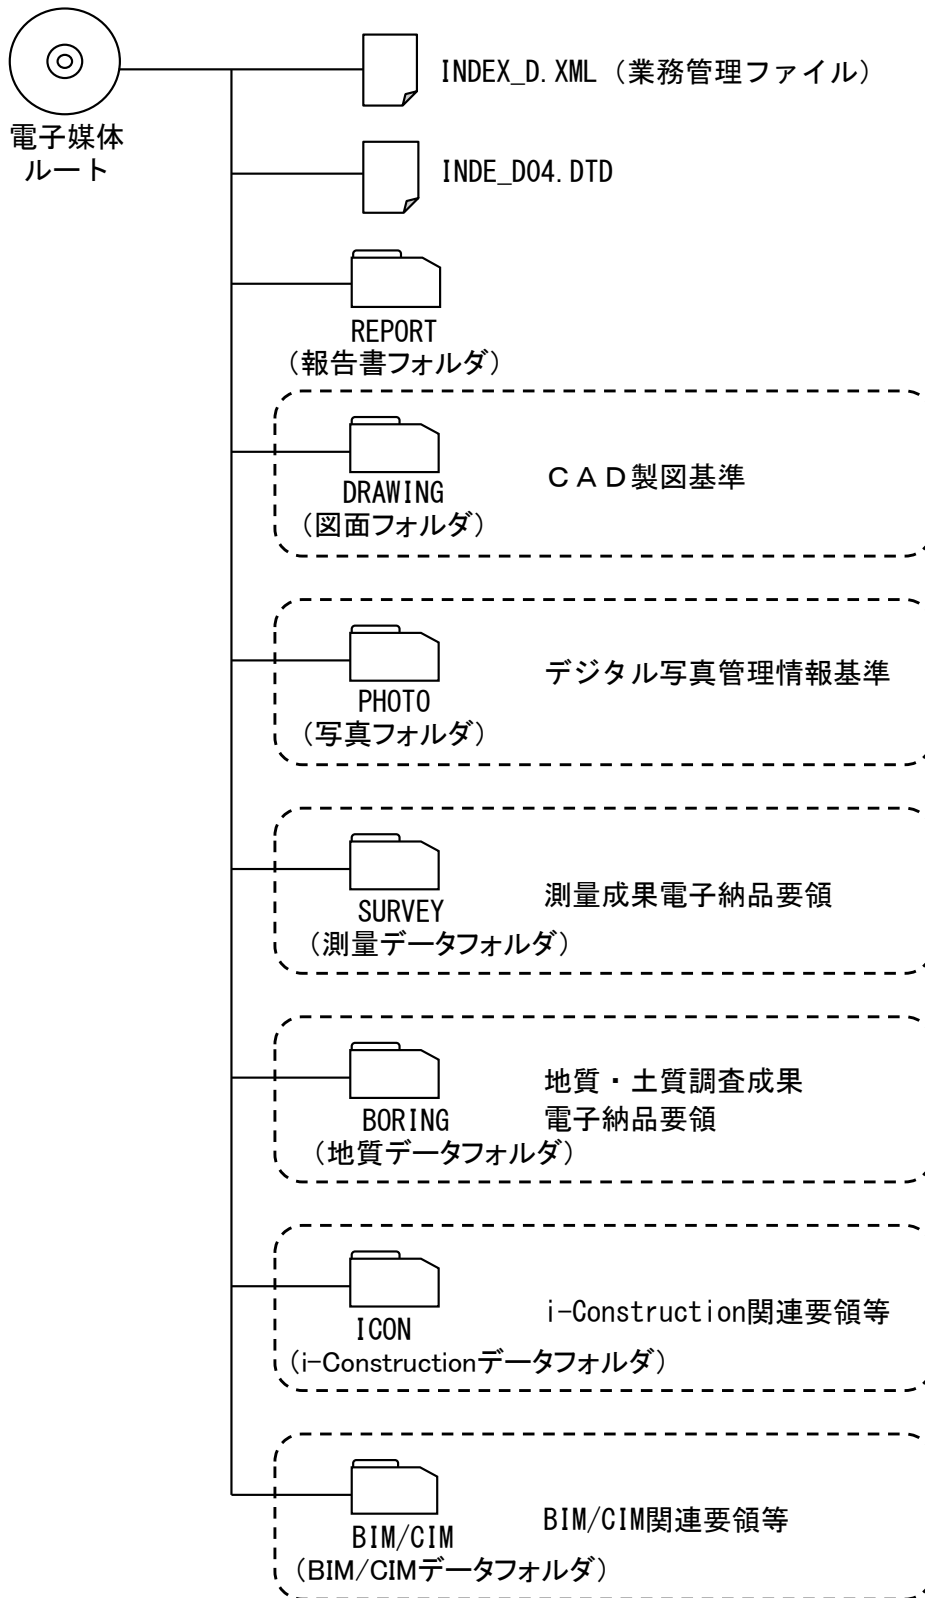 電子媒体
ルート
INDEX_D.XML（業務管理ファイル）
INDE_D04.DTD
REPORT
（報告書フォルダ）
DRAWING
（図面フォルダ）
ＣＡＤ製図基準
PHOTO
（写真フォルダ）
デジタル写真管理情報基準
SURVEY
（測量データフォルダ）
測量成果電子納品要領
BORING
（地質データフォルダ）
地質・土質調査成果
電子納品要領
ICON
（i-Constructionデータフォルダ）
i-Construction関連要領等
BIM/CIM
（BIM/CIMデータフォルダ）
BIM/CIM関連要領等